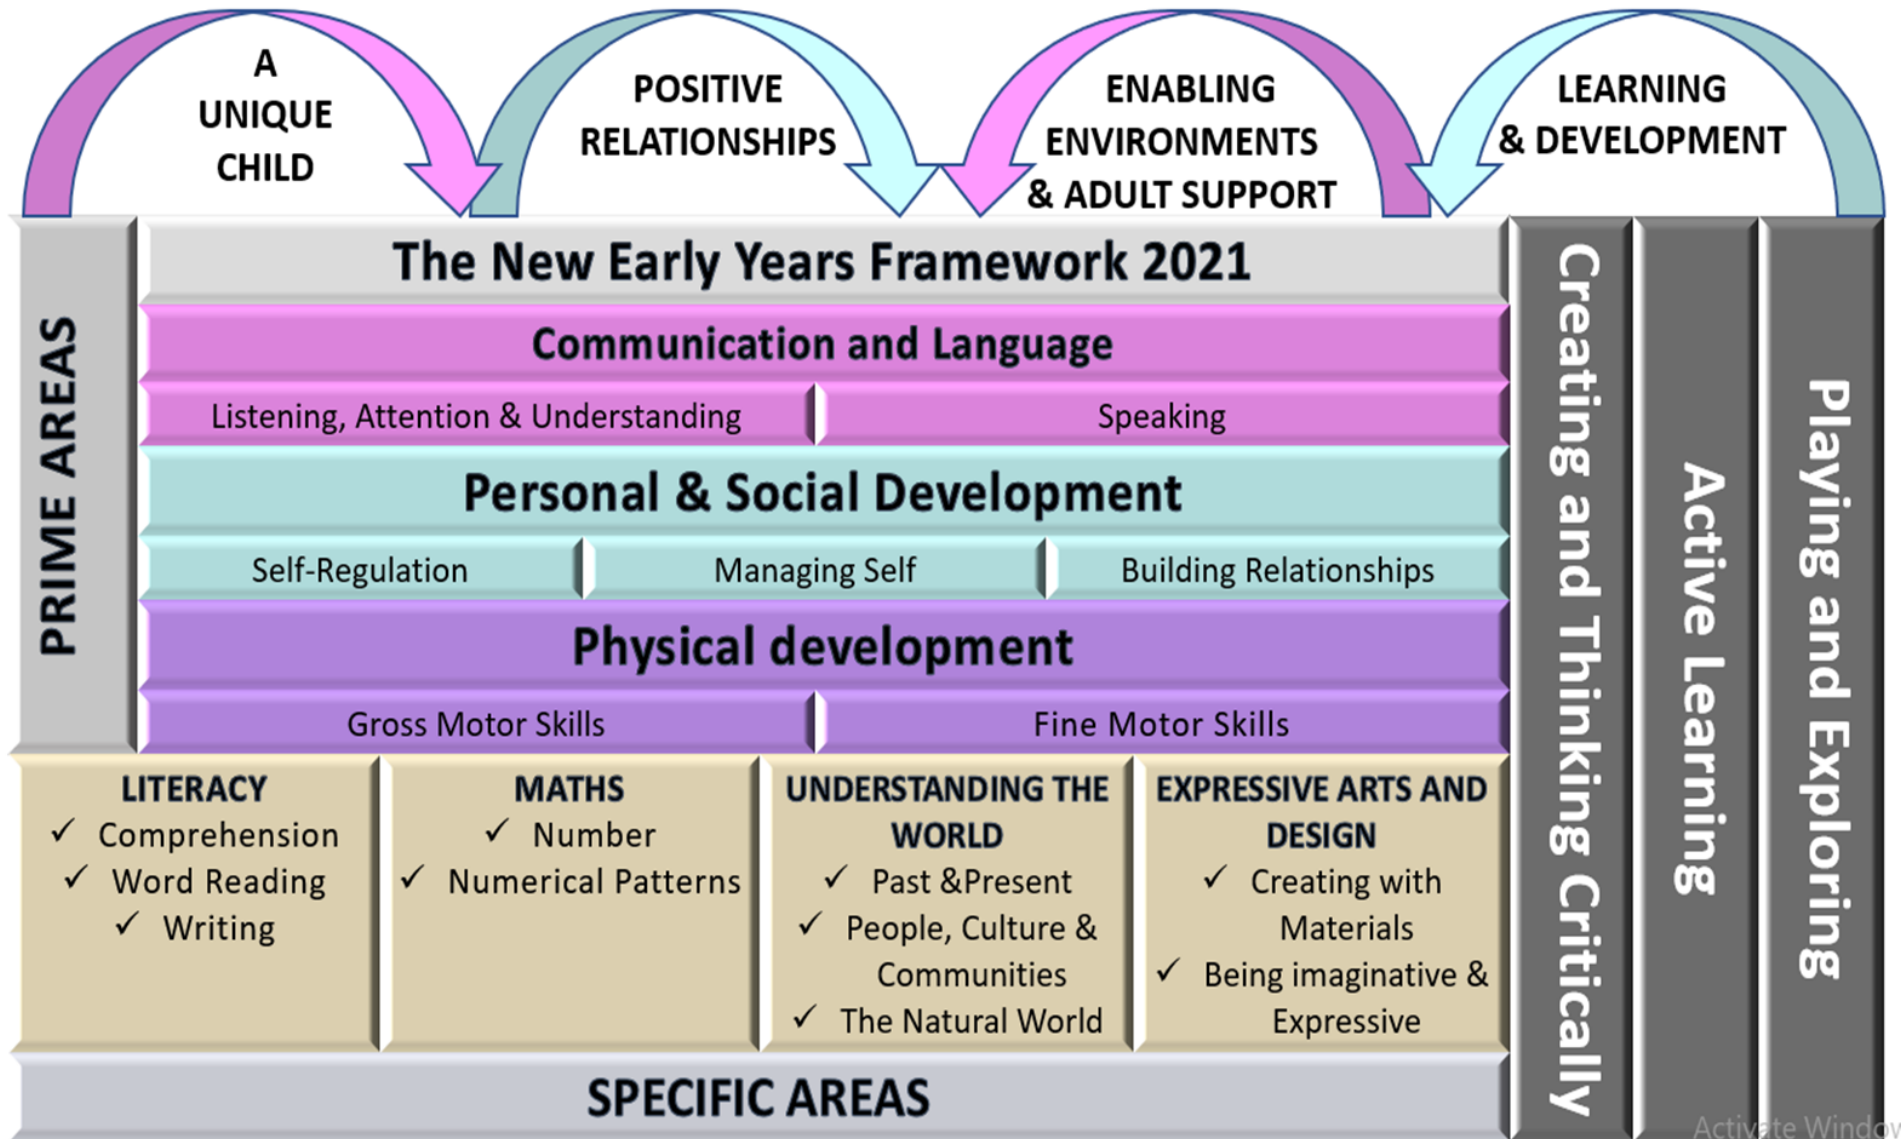 A
UNIQUE
CHILD
POSITIVE
RELATIONSHIPS
ENABLING
ENVIRONMENTS
& ADULT SUPPORT
LEARNING
& DEVELOPMENT
PRIME AREAS
The New Early Years Framework 2021
Communication and Language
Listening, Attention & Understanding
Speaking
Personal & Social Development
Self-Regulation
Managing Self
Building Relationships
Physical development
Gross Motor Skills
Fine Motor Skills
LITERACY
✓ Comprehension
✓ Word Reading
✓ Writing
MATHS
✓ Number
✓ Numerical Patterns
UNDERSTANDING THE
WORLD
✓ Past &Present
✓ People, Culture &
Communities
✓ The Natural World
EXPRESSIVE ARTS AND
DESIGN
✓ Creating with
Materials
✓ Being imaginative &
Expressive
SPECIFIC AREAS
Creating and Thinking Critically
Active Learning
Playing and Exploring
Activate Window